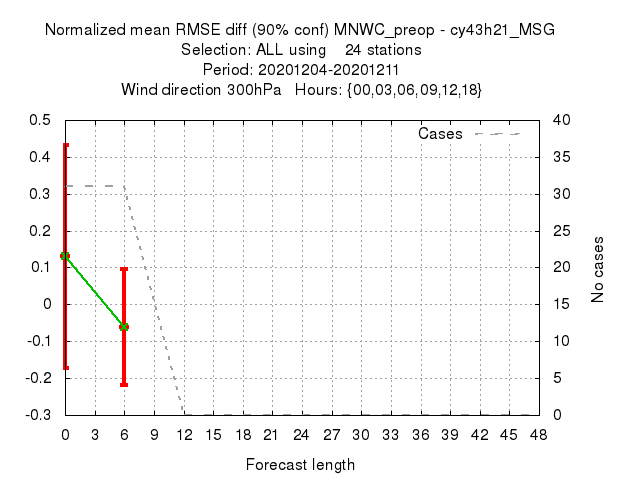 Normalized mean RMSE diff (90% conf) MNWC_preop - cy43h21_MSG
Selection: ALL using    24 stations
Period: 20201204-20201211
Wind direction 300hPa   Hours: {00,03,06,09,12,18}
Cases
0.5
0.4
0.3
0.2
0.1
0
-0.1
-0.2
-0.3
40
35
30
25
20
15
10
5
0
No cases
0 3 6 9 12 15 18 21 24 27 30 33 36 39 42 45 48
Forecast length